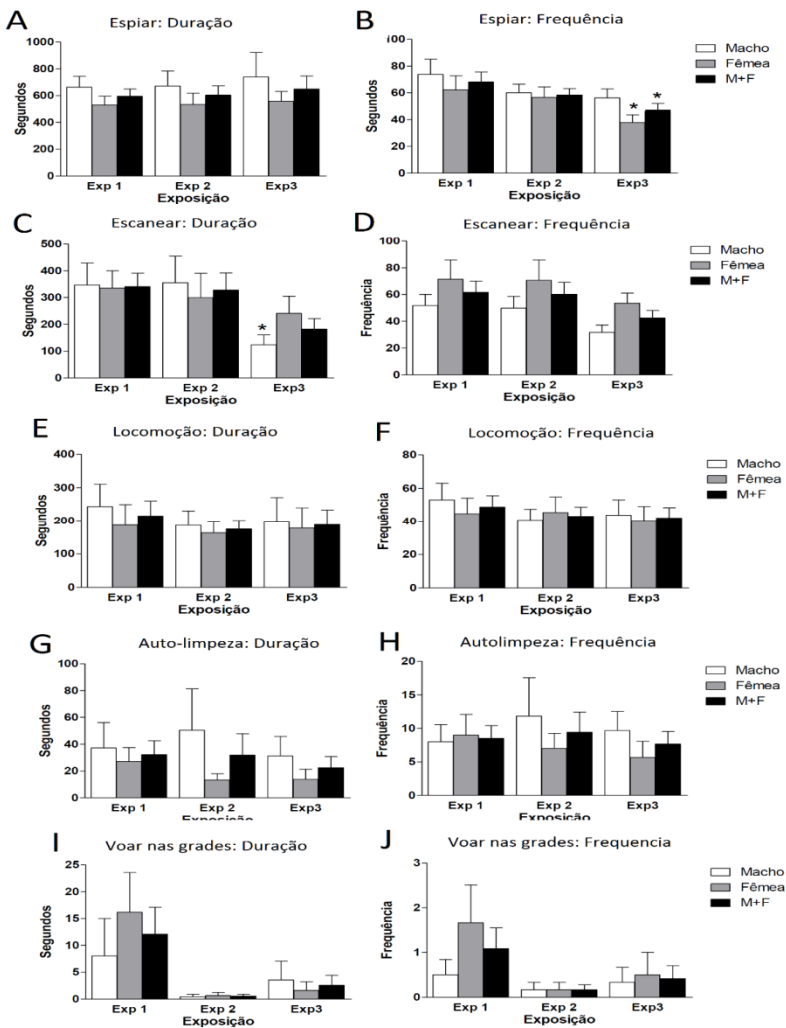 A Espiar: Duração
Segundos
1000
800
600
400
200
0
Exp 1 Exp 2 Exp3
Exposição
B Espiar: Frequência
Segundos
100
80
60
40
20
0
* *
Exp 1 Exp 2 Exp3
Exposição
Macho
Fêmea
M+F
C Escanear: Duração
Segundos
500
400
300
200
100
0
*
Exp 1 Exp 2 Exp3
Exposição
D Escanear: Frequência
Frequência
100
80
60
40
20
0
Exp 1 Exp 2 Exp3
Exposição
Macho
Fêmea
M+F
E Locomoção: Duração
Segundos
400
300
200
100
0
Exp 1 Exp 2 Exp3
Exposição
F Locomoção: Frequência
Frequência
80
60
40
20
0
Exp 1 Exp 2 Exp3
Exposição
Macho
Fêmea
M+F
G Auto-limpeza: Duração
Segundos
100
80
60
40
20
0
Exp 1 Exp 2 Exp3
Exposição
H Autolimpeza: Frequência
Frequência
20
15
10
5
0
Exp 1 Exp 2 Exp3
Exposição
Macho
Fêmea
M+F
I Voar nas grades: Duração
Segundos
25
20
15
10
5
0
Exp 1 Exp 2 Exp3
Exposição
J Voar nas grades: Frequencia
Frequência
3
2
1
0
Exp 1 Exp 2 Exp3
Exposição
Macho
Fêmea
M+F